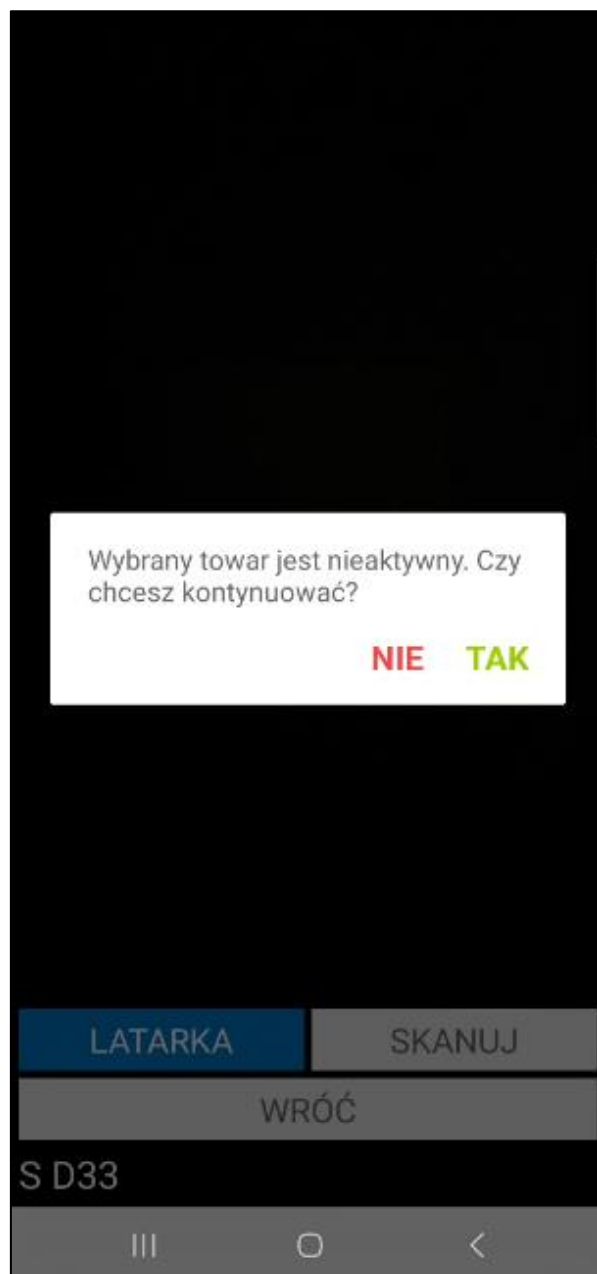 Wybrany towar jest nieaktywny. Czy
chcesz kontynuować?
NIE TAK
LATARKA SKANUJ
WRÓĆ
S D33